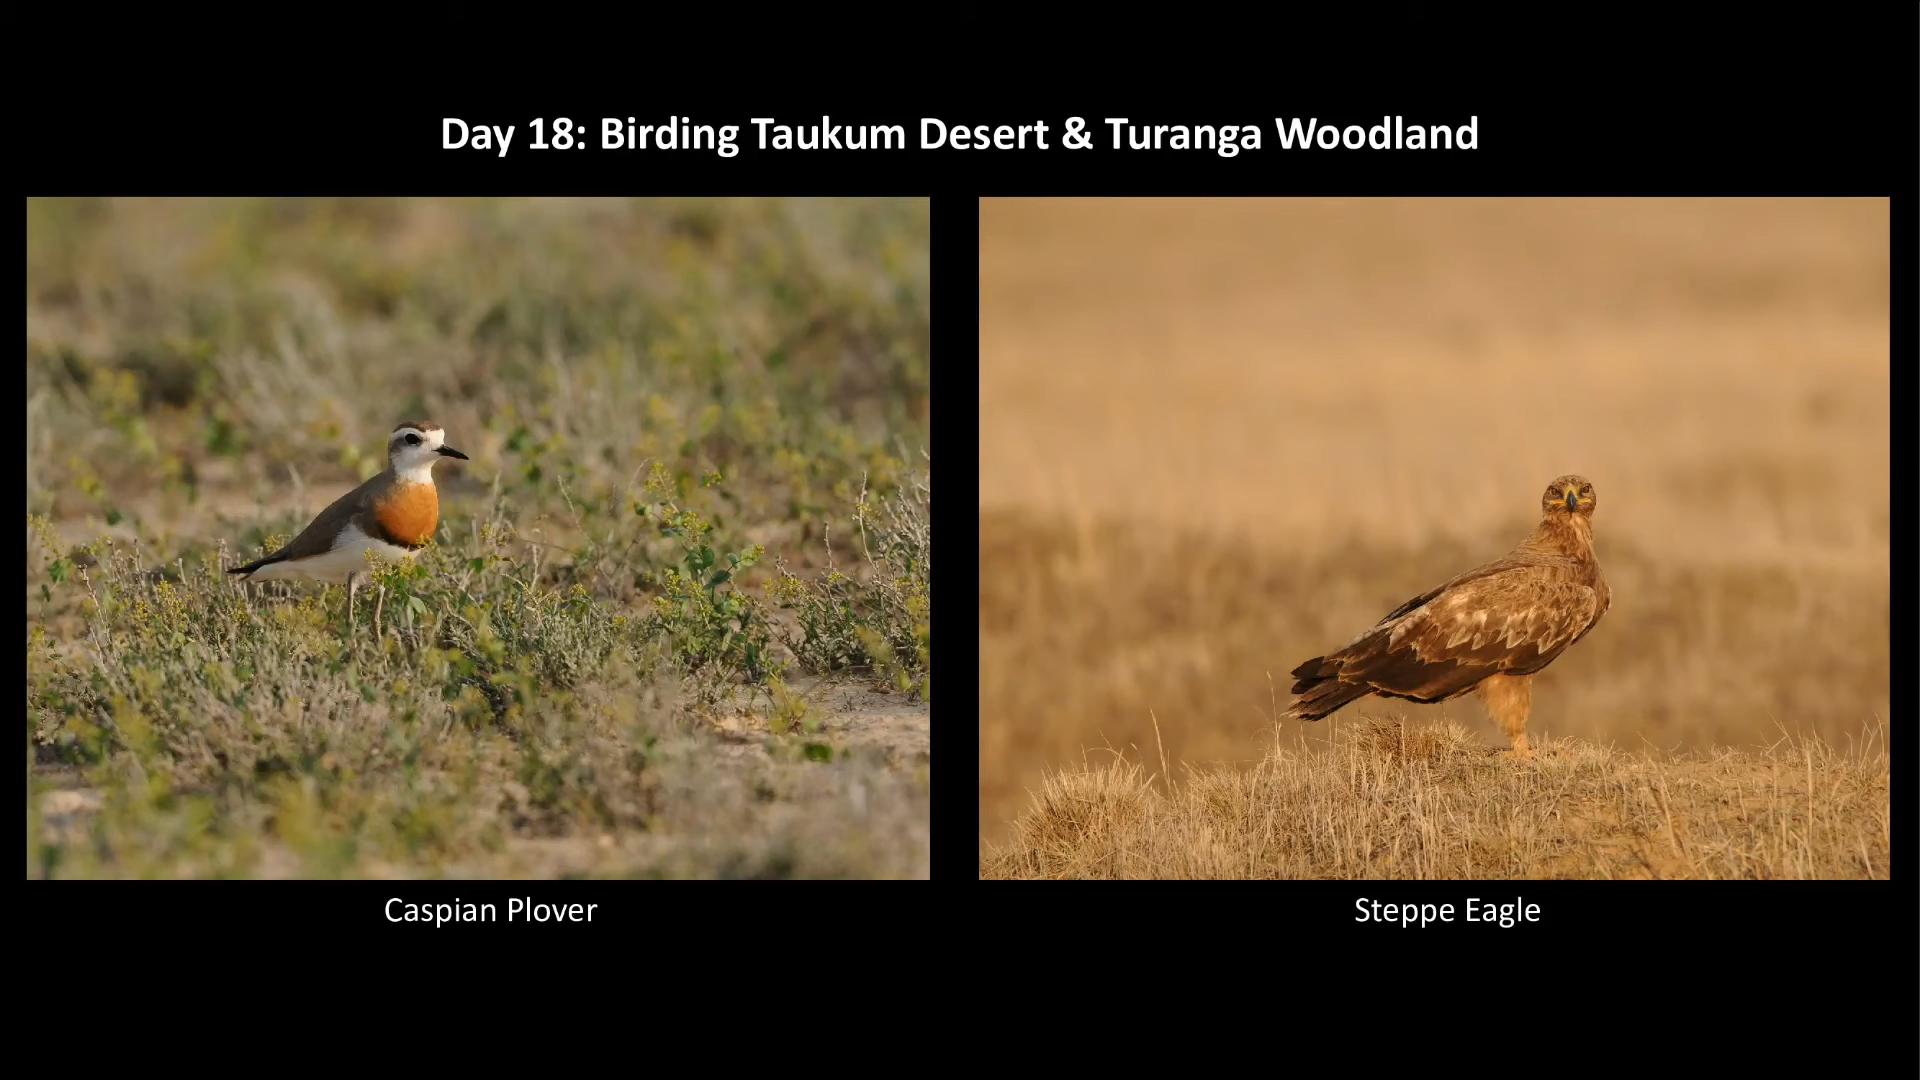 Day 18: Birding Taukum Desert & Turanga Woodland
Caspian Plover
Steppe Eagle